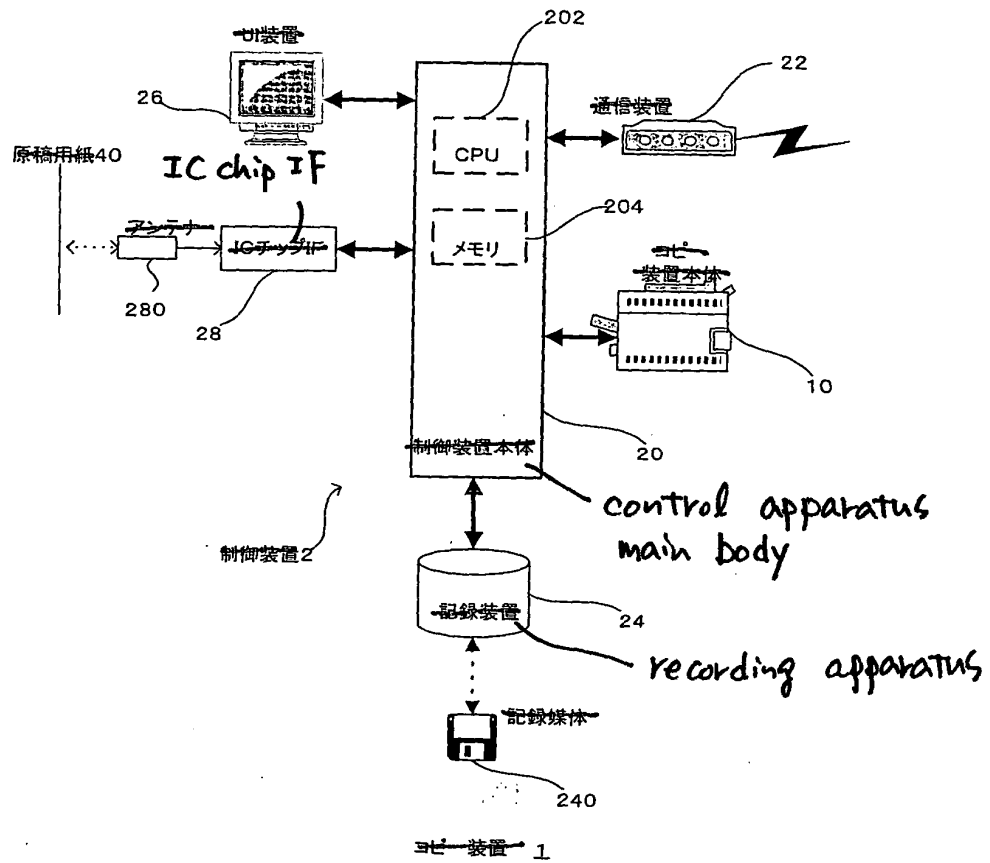 202
UI装置
22
26
通信装置
原稿用紙40
CPU
IC chip IF
204
アンテナ
ICチップIF
メモリ
コピー
装置本体
280
28
10
制御装置本体
20
control apparatus
main body
制御装置2
記録装置
24
recording apparatus
記録媒体
240
コピー装置 1